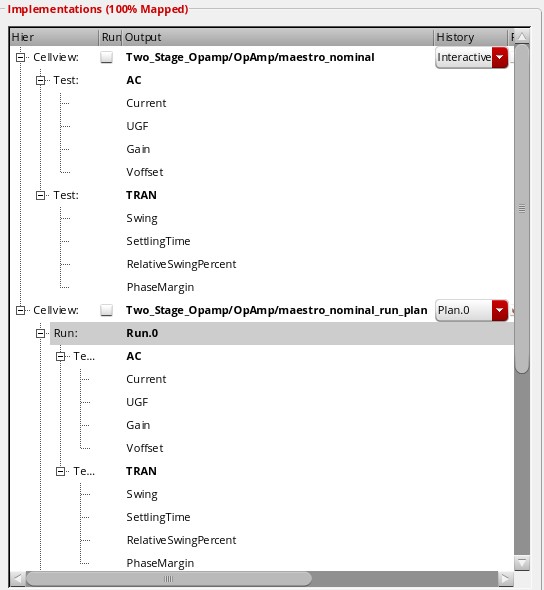 Implementations (100% Mapped)
Hier Run Output History
Cellview: Two_Stage_Opamp/OpAmp/maestro_nominal Interactive
Test: AC
Current
UGF
Gain
Voffset
Test: TRAN
Swing
SettlingTime
RelativeSwingPercent
PhaseMargin
Cellview: Two_Stage_Opamp/OpAmp/maestro_nominal_run_plan Plan.0
Run: Run.0
Te... AC
Current
UGF
Gain
Voffset
Te... TRAN
Swing
SettlingTime
RelativeSwingPercent
PhaseMargin